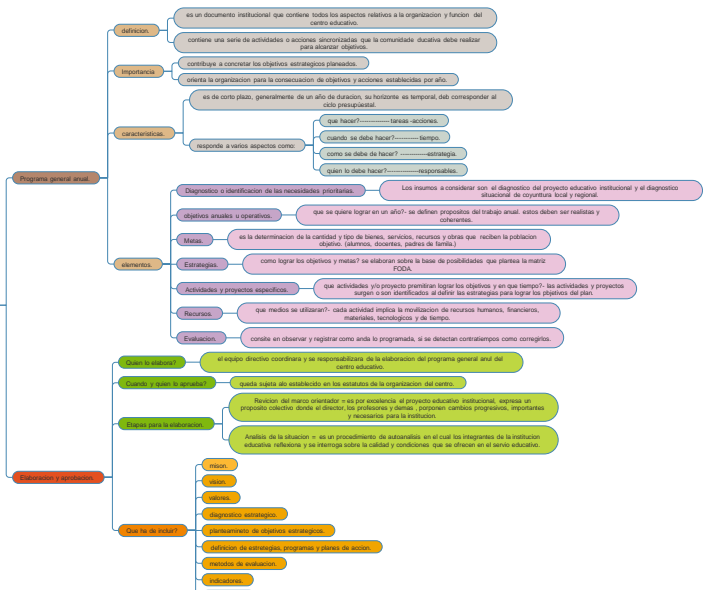 es un documento institucional que contiene todos los aspectos relativos a la organizacion y funcion del
centro educativo.
definicion.
contiene una serie de actividades o acciones sincronizadas que la comunidade ducativa debe realizar
para alcanzar objetivos.
contribuye a concretar los objetivos estrategicos planeados.
Importancia
orienta la organizacion para la consecuacion de objetivos y acciones establecidas por año.
es de corto plazo, generalmente de un año de duracion, su horizonte es temporal, deb corresponder al
ciclo presupúestal.
que hacer?---------------tareas -acciones.
caracteristicas.
cuando se debe hacer?------------tiempo.
responde a varios aspectos como:
como se debe de hacer? -------------estrategia.
quien lo debe hacer?------------responsables.
Programa general anual.
Diagnostico o identificacion de las necesidades prioritarias.
Los insumos a considerar son el diagnostico del proyecto educativo institucional y el diagnostico
situacional de coyuntura local y regional.
objetivos anuales u operativos.
que se quiere lograr en un año?- se definen propositos del trabajo anual. estos deben ser realistas y
coherentes.
Metas.
es la determinacion de la cantidad y tipo de bienes, servicios, recursos y obras que reciben la poblacion
objetivo. (alumnos, docentes, padres de famila.)
elementos.
Estrategias.
como lograr los objetivos y metas? se elaboran sobre la base de posibilidades que plantea la matriz
FODA.
Actividades y proyectos especificos.
que actividades y/o proyecto premitiran lograr los objetivos y en que tiempo?- las actividades y proyectos
surgen o son identificados al definir las estrategias para lograr los pbjetivos del plan.
Recursos.
que medios se utilizaran?- cada actividad implica la movilizacion de recursos humanos, financieros,
materiales, tecnologicos y de tiempo.
Evaluacion.
consite en observar y registrar como anda lo programada, si se detectan contratiempos como corregirlos.
Quien lo elabora?
el equipo directivo coordinara y se responsabilizara de la elaboracion del programa general anul del
centro educativo.
Cuando y quien lo aprueba?
queda sujeta alo establecido en los estatutos de la organizacion del centro.
Revicion del marco orientador = es por excelencia el proyecto educativo institucional, expresa un
proposito colectivo donde el director, los profesores y demas , porponen cambios progresivos, importantes
y necesarios para la institucion.
Etapas para la elaboracion.
Analisis de la situacion = es un procedimiento de autoanalisis en el cual los integrantes de la institucion
educativa reflexiona y se interroga sobre la calidad y condiciones que se ofrecen en el servicio educativo.
Elaburacion y aprobacion.
mison.
vision.
valores.
diagnostico estrategico.
Que ha de incluir?
planteamineto de objetivos estrategicos.
definicion de estrategias, programas y planes de accion.
metodos de evaluacion.
indicadores.